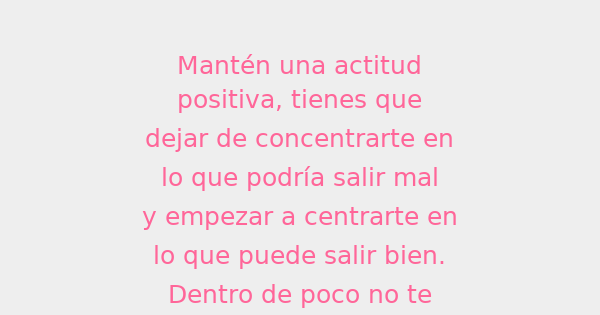 Mantén una actitud
positiva, tienes que
dejar de concentrarte en
lo que podría salir mal
y empezar a centrarte en
lo que puede salir bien.
Dentro de poco no te